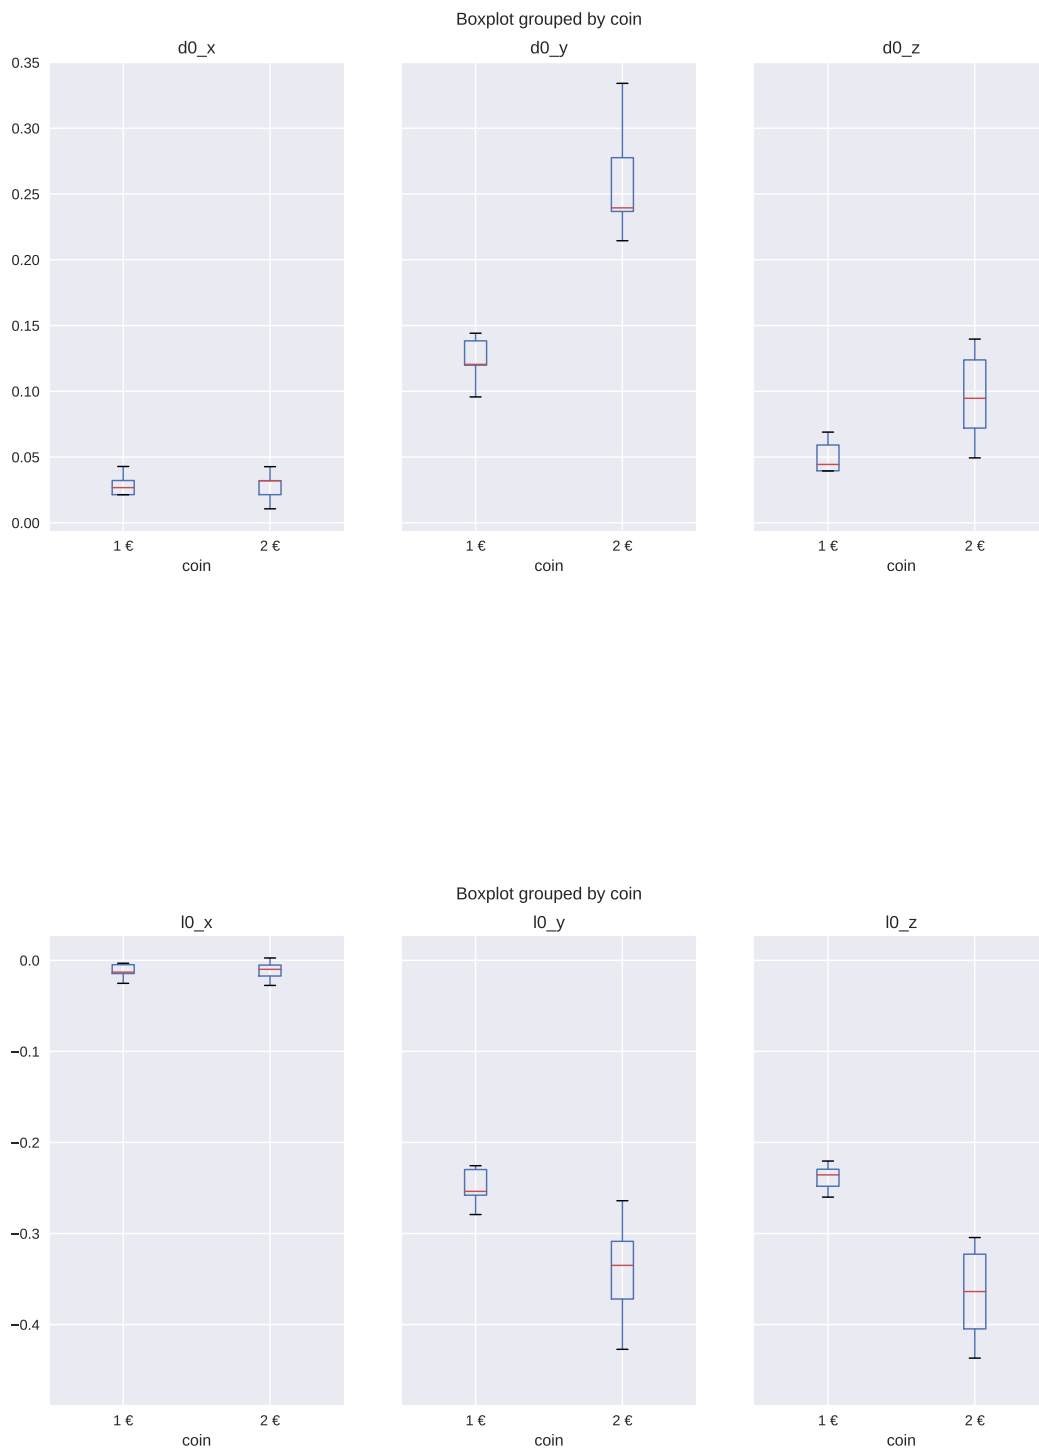 Boxplot grouped by coin
d0_x
d0_y
d0_z
0.35
0.30
0.25
0.20
0.15
0.10
0.05
0.00
1 €
2 €
1 €
2 €
1 €
2 €
coin
coin
coin
Boxplot grouped by coin
l0_x
l0_y
l0_z
0.0
−0.1
−0.2
−0.3
−0.4
1 €
2 €
1 €
2 €
1 €
2 €
coin
coin
coin